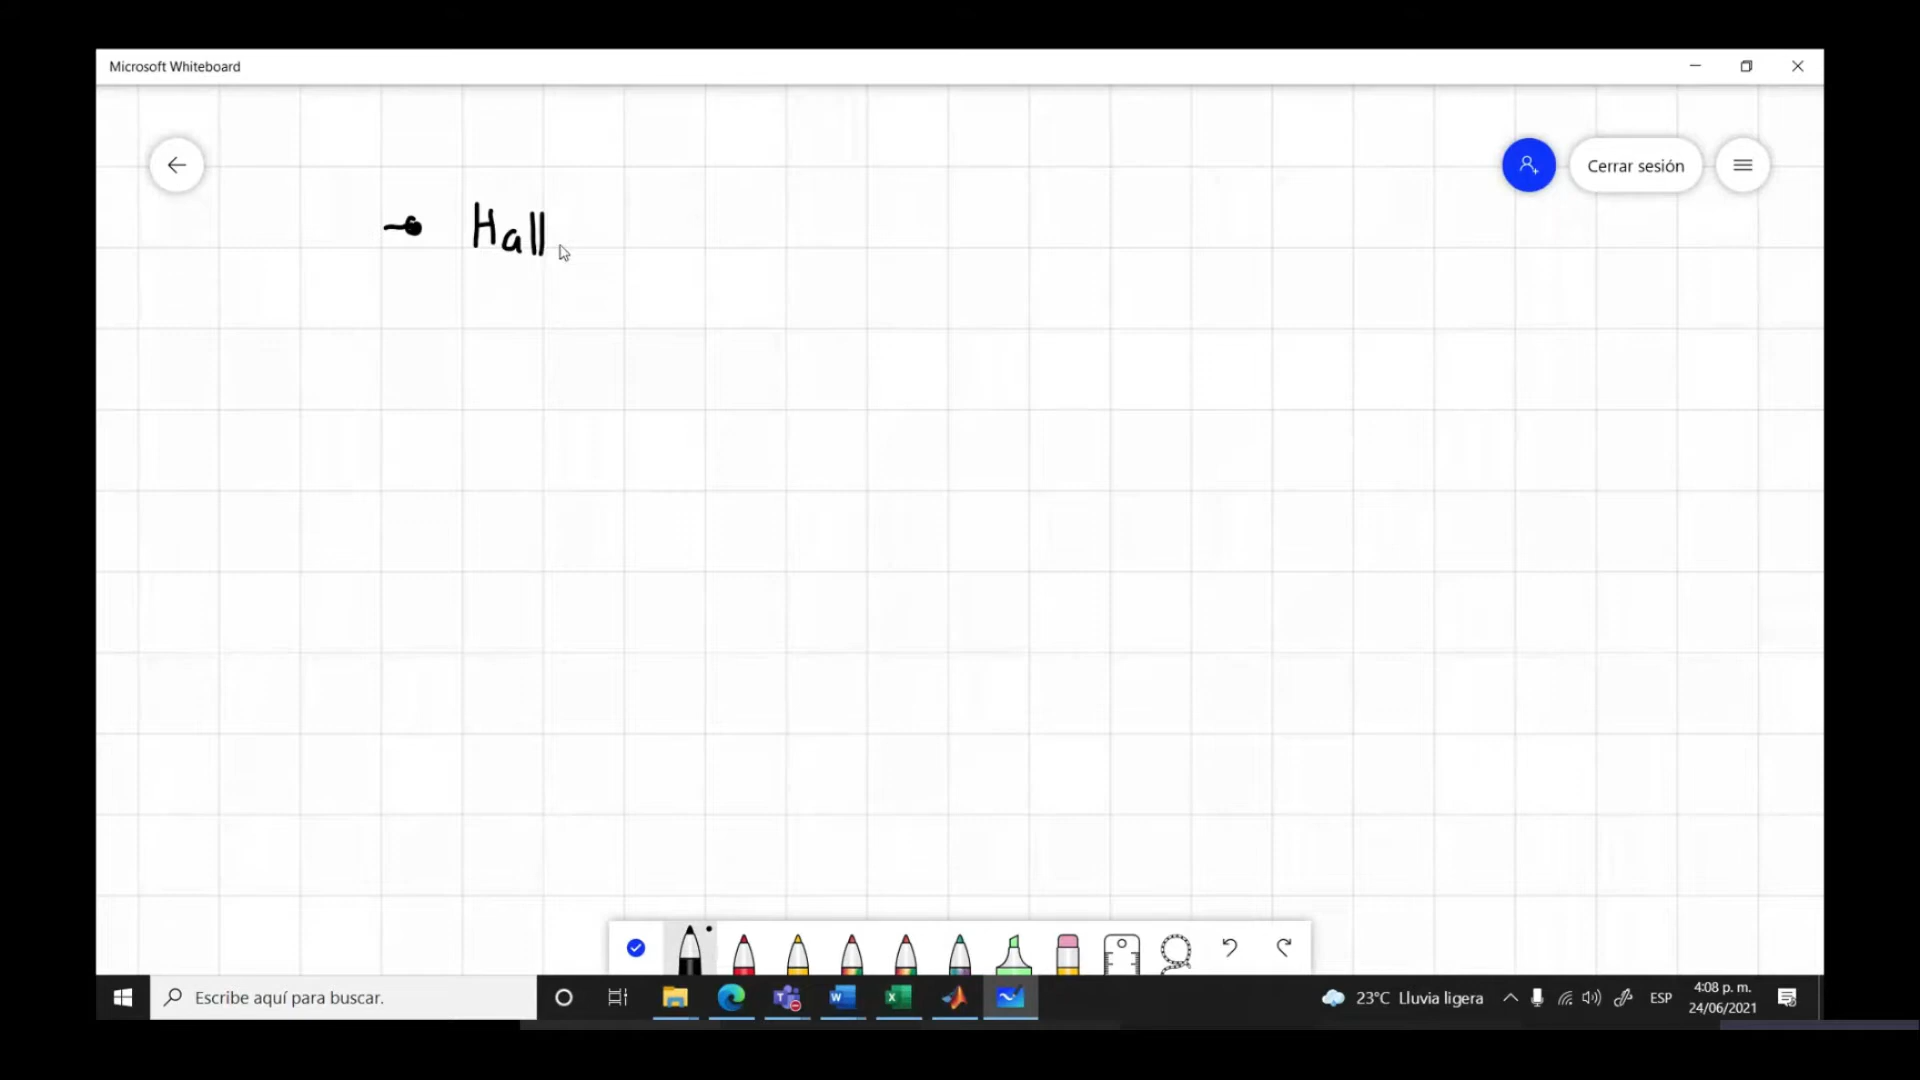 Microsoft Whiteboard
Cerrar sesión
Hall
Escribe aquí para buscar.
23°C Lluvia ligera
ESP
4:08 p. m.
24/06/2021